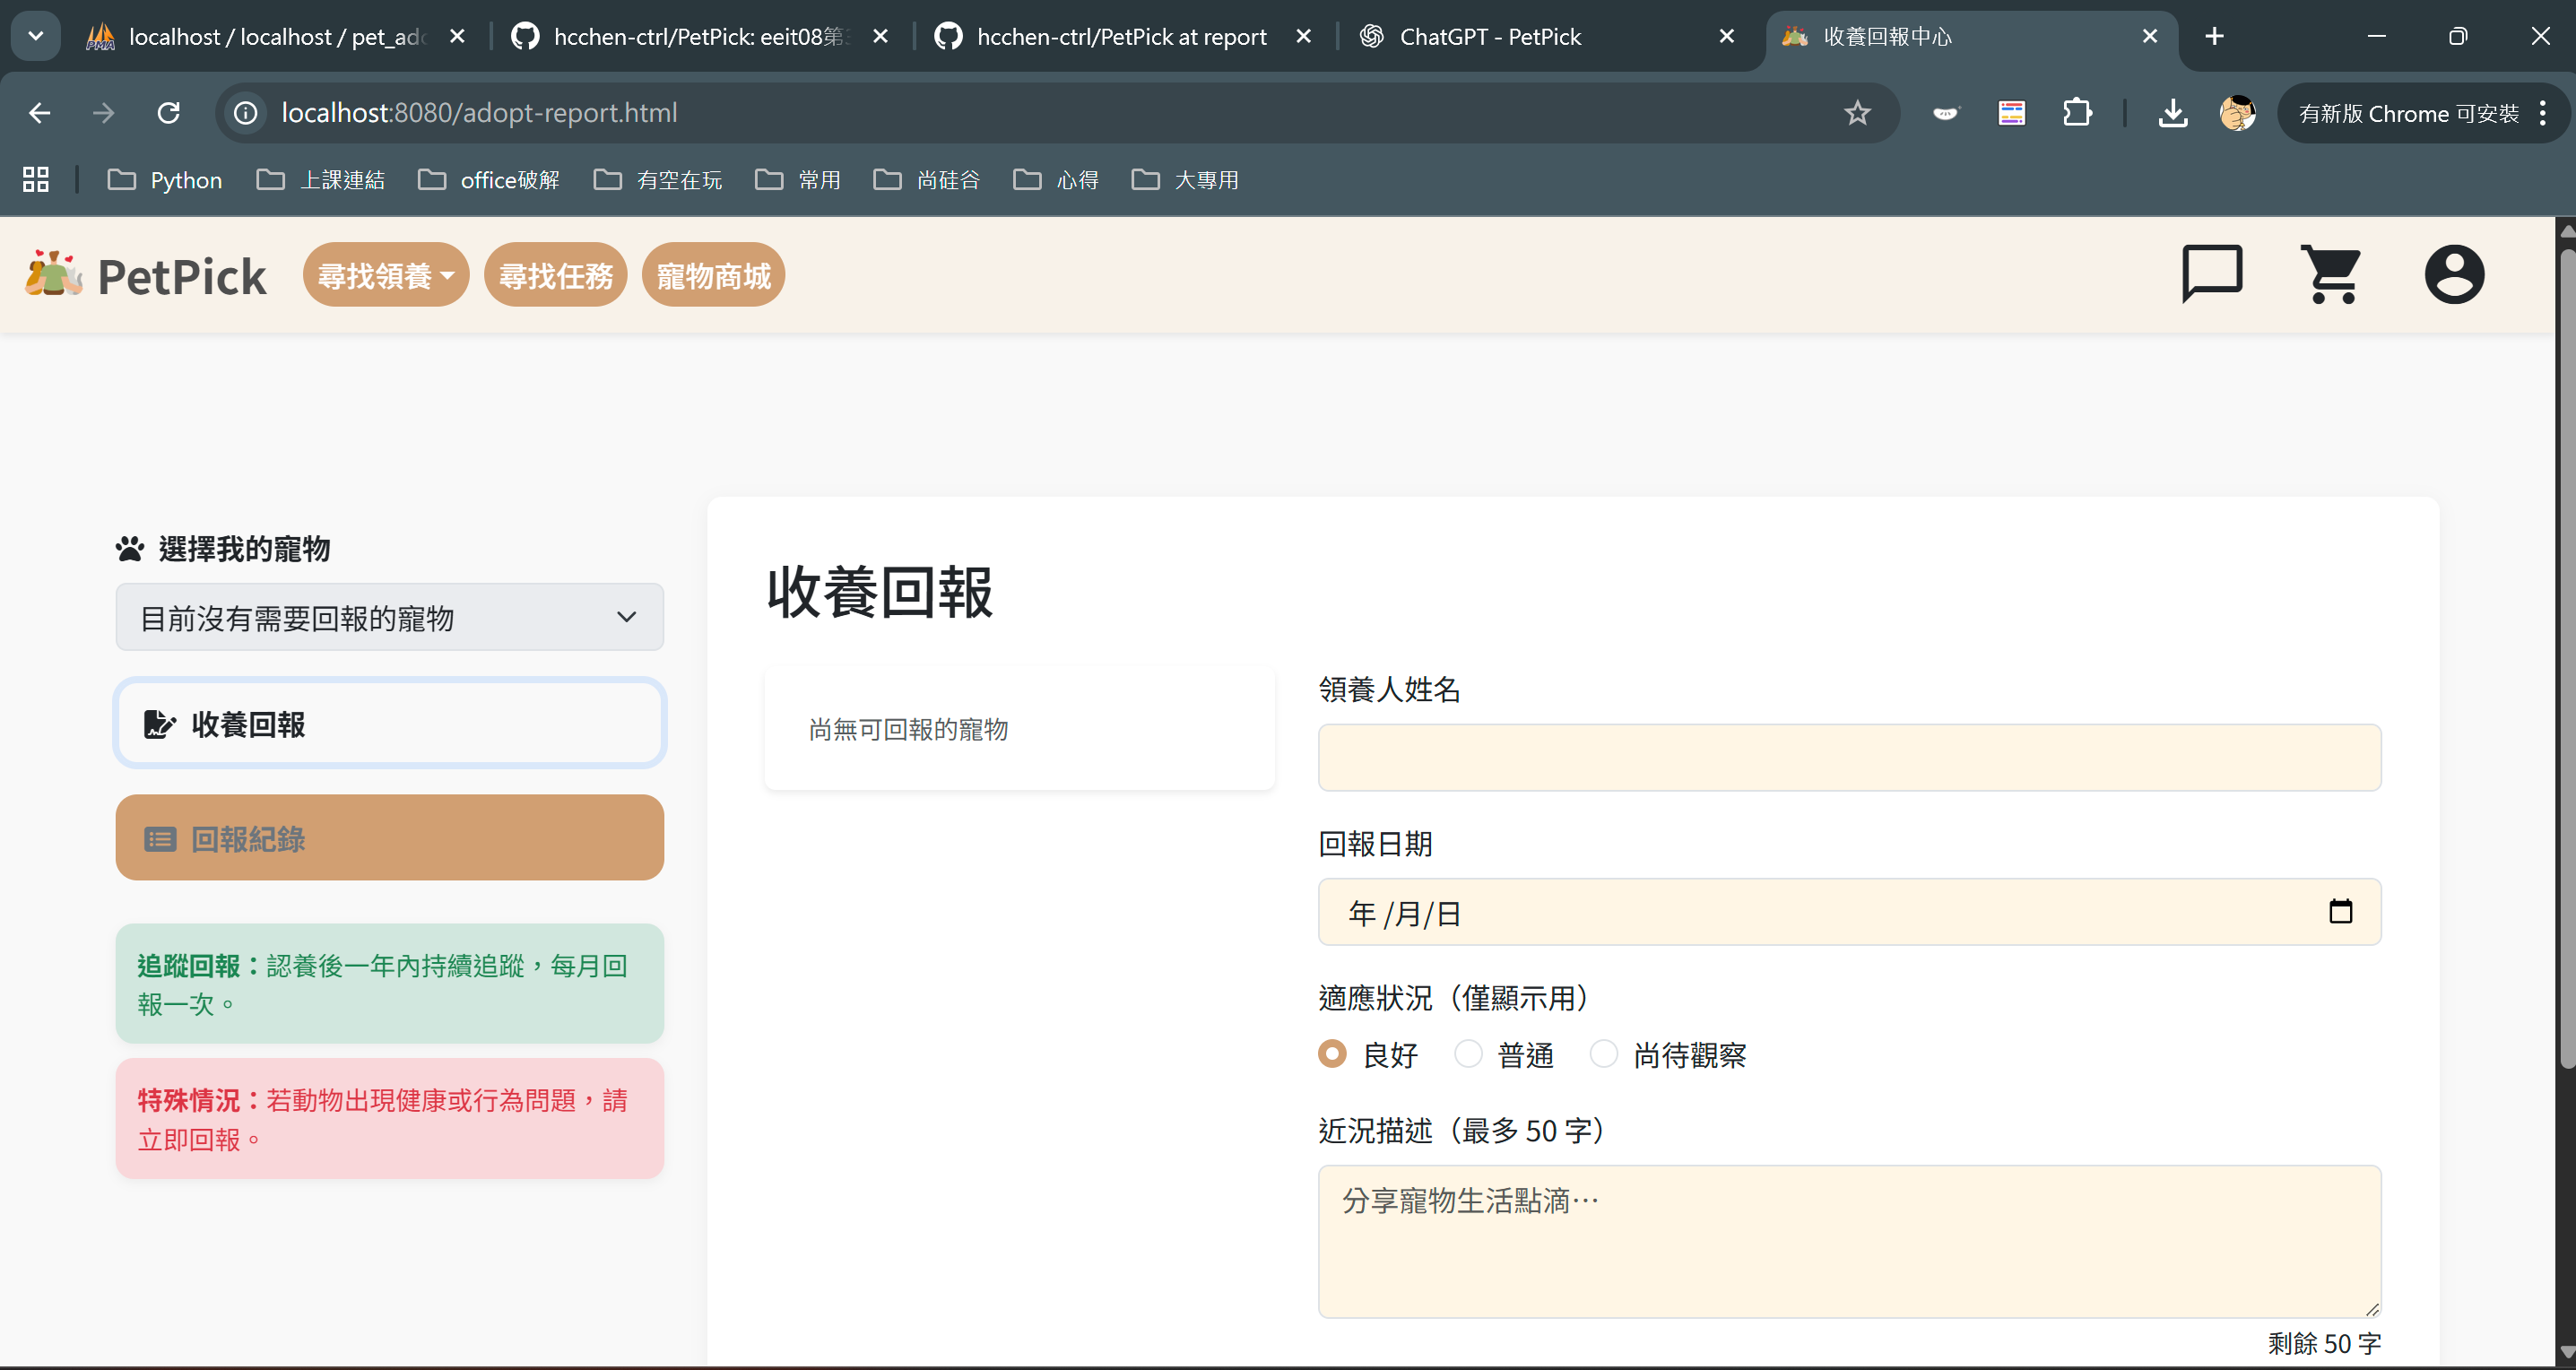 localhost / localhost / pet_ado
hcchen-ctrl/PetPick: eeit08第3
hcchen-ctrl/PetPick at report
ChatGPT - PetPick
收養回報中心
localhost:8080/adopt-report.html
有新版 Chrome 可安裝
Python
上課連結
office破解
有空在玩
常用
尚硅谷
心得
大專用
PetPick
尋找領養
尋找任務
寵物商城
選擇我的寵物
目前沒有需要回報的寵物
收養回報
回報紀錄
追蹤回報：認養後一年內持續追蹤，每月回
報一次。
特殊情況：若動物出現健康或行為問題，請
立即回報。
收養回報
尚無可回報的寵物
領養人姓名
回報日期
年 /月/日
適應狀況（僅顯示用）
良好
普通
尚待觀察
近況描述（最多 50 字）
分享寵物生活點滴…
剩餘 50 字